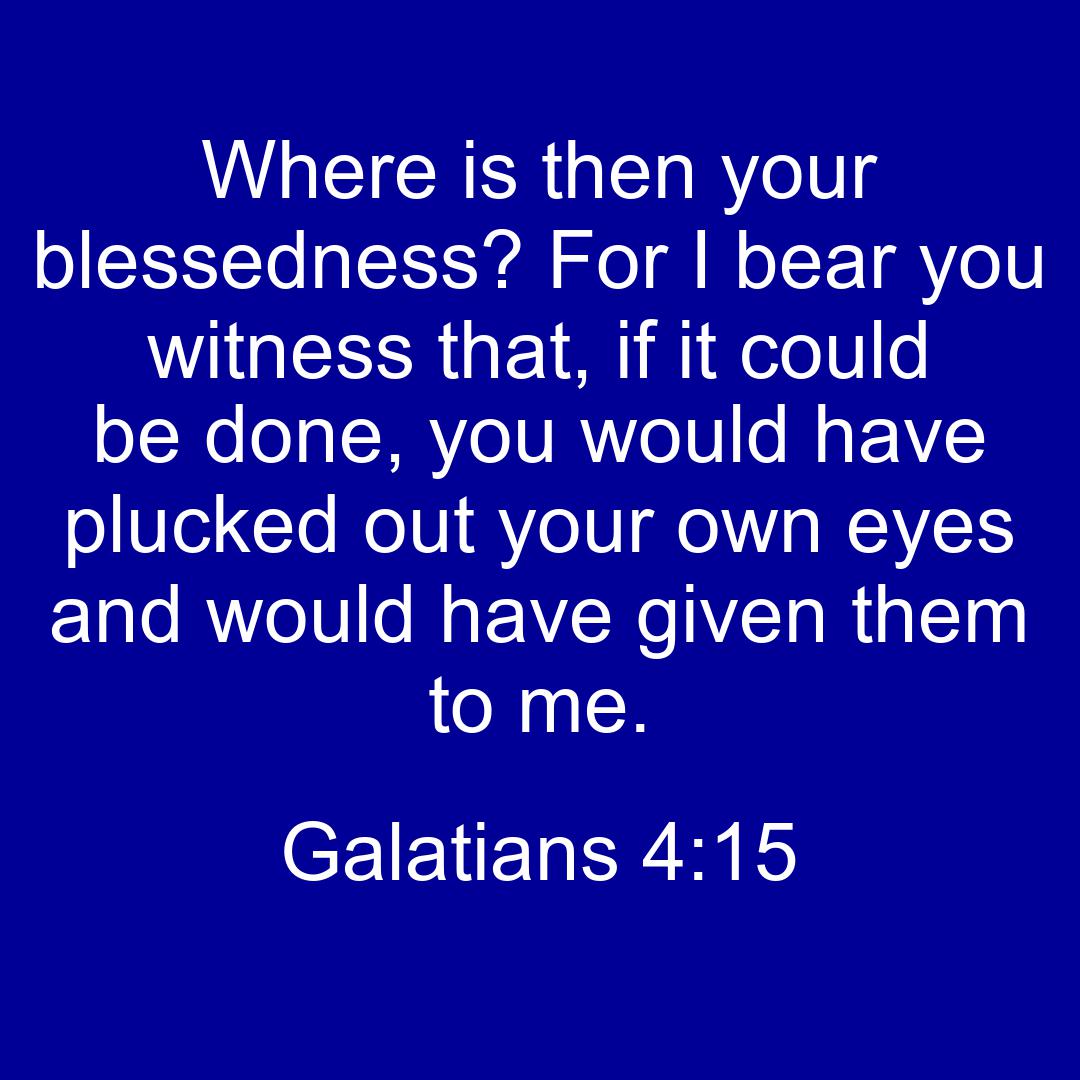 Where is then your
blessedness? For I bear you
witness that, if it could
be done, you would have
plucked out your own eyes
and would have given them
to me.
Galatians 4:15